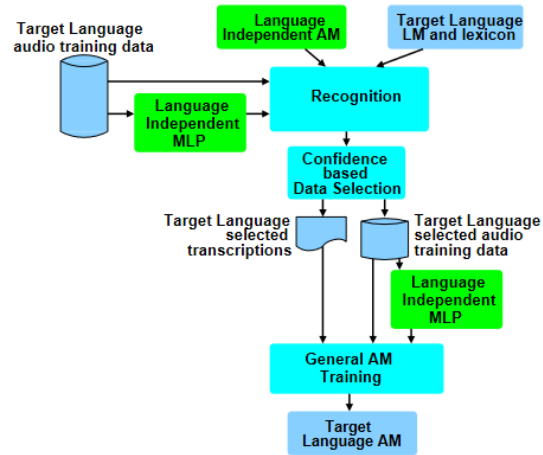 Target Language
audio training data
Language
Independent AM
Target Language
LM and lexicon
Recognition
Language
Independent
MLP
Confidence
based
Data Selection
Target Language
selected
transcriptions
Target Language
selected audio
training data
Language
Independent
MLP
General AM
Training
Target
Language AM